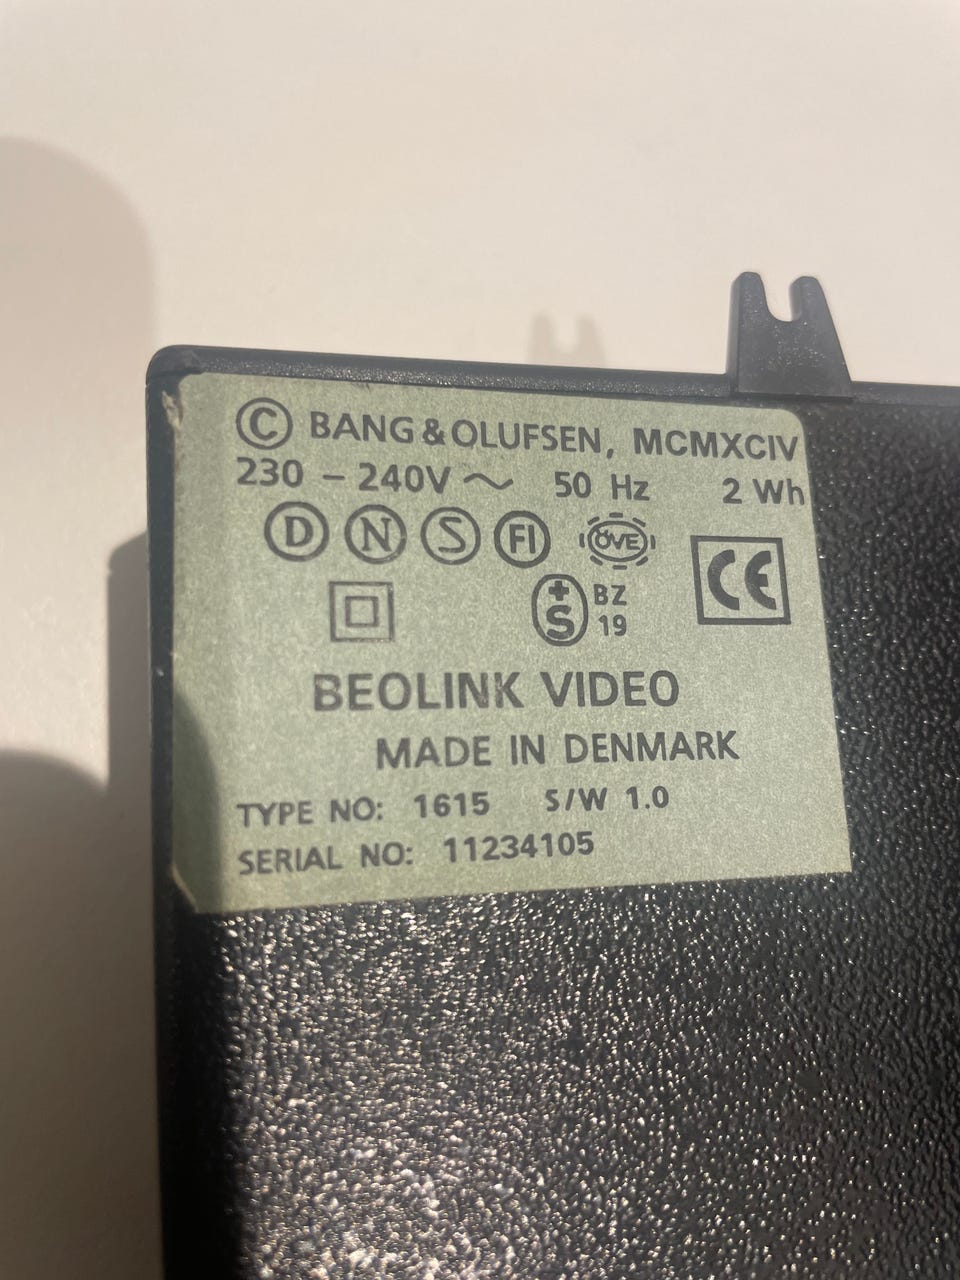 © BANG & OLUFSEN, MCMXCIV
230 – 240V ~ 50 Hz 2 Wh
D N S FI ÖVE
+S BZ 19 CE
BEOLINK VIDEO
MADE IN DENMARK
TYPE NO: 1615 S/W 1.0
SERIAL NO: 11234105